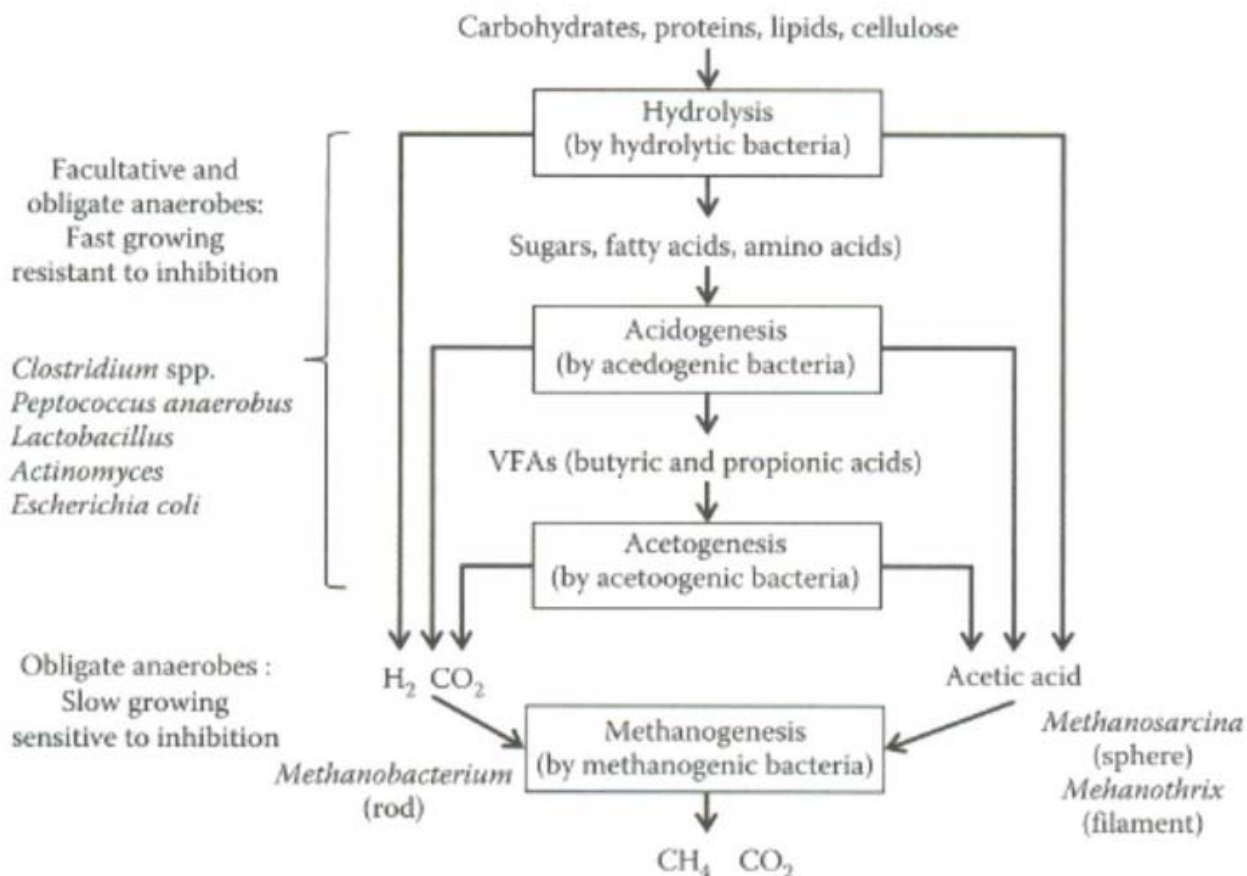 Carbohydrates, proteins, lipids, cellulose
Hydrolysis
(by hydrolytic bacteria)
Facultative and
obligate anaerobes:
Fast growing
resistant to inhibition
Sugars, fatty acids, amino acids)
Acidogenesis
(by acedogenic bacteria)
Clostridium spp.
Peptococcus anaerobus
Lactobacillus
Actinomyces
Escherichia coli
VFAs (butyric and propionic acids)
Acetogenesis
(by acetoogenic bacteria)
Obligate anaerobes :
Slow growing
sensitive to inhibition
H₂ CO₂
Acetic acid
Methanogenesis
(by methanogenic bacteria)
Methanobacterium
(rod)
Methanosarcina
(sphere)
Mehanothrix
(filament)
CH₄ CO₂